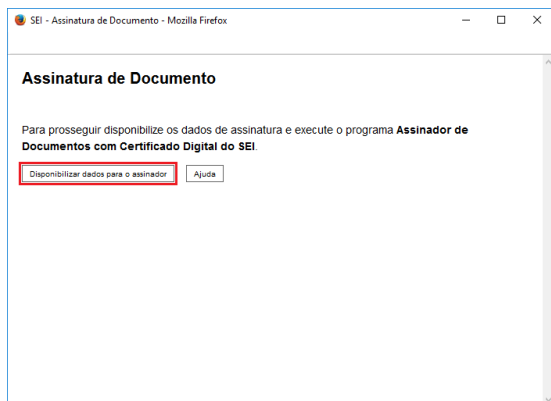 SEI - Assinatura de Documento - Mozilla Firefox
Assinatura de Documento
Para prosseguir disponibilize os dados de assinatura e execute o programa Assinador de
Documentos com Certificado Digital do SEI.
Disponibilizar dados para o assinador Ajuda